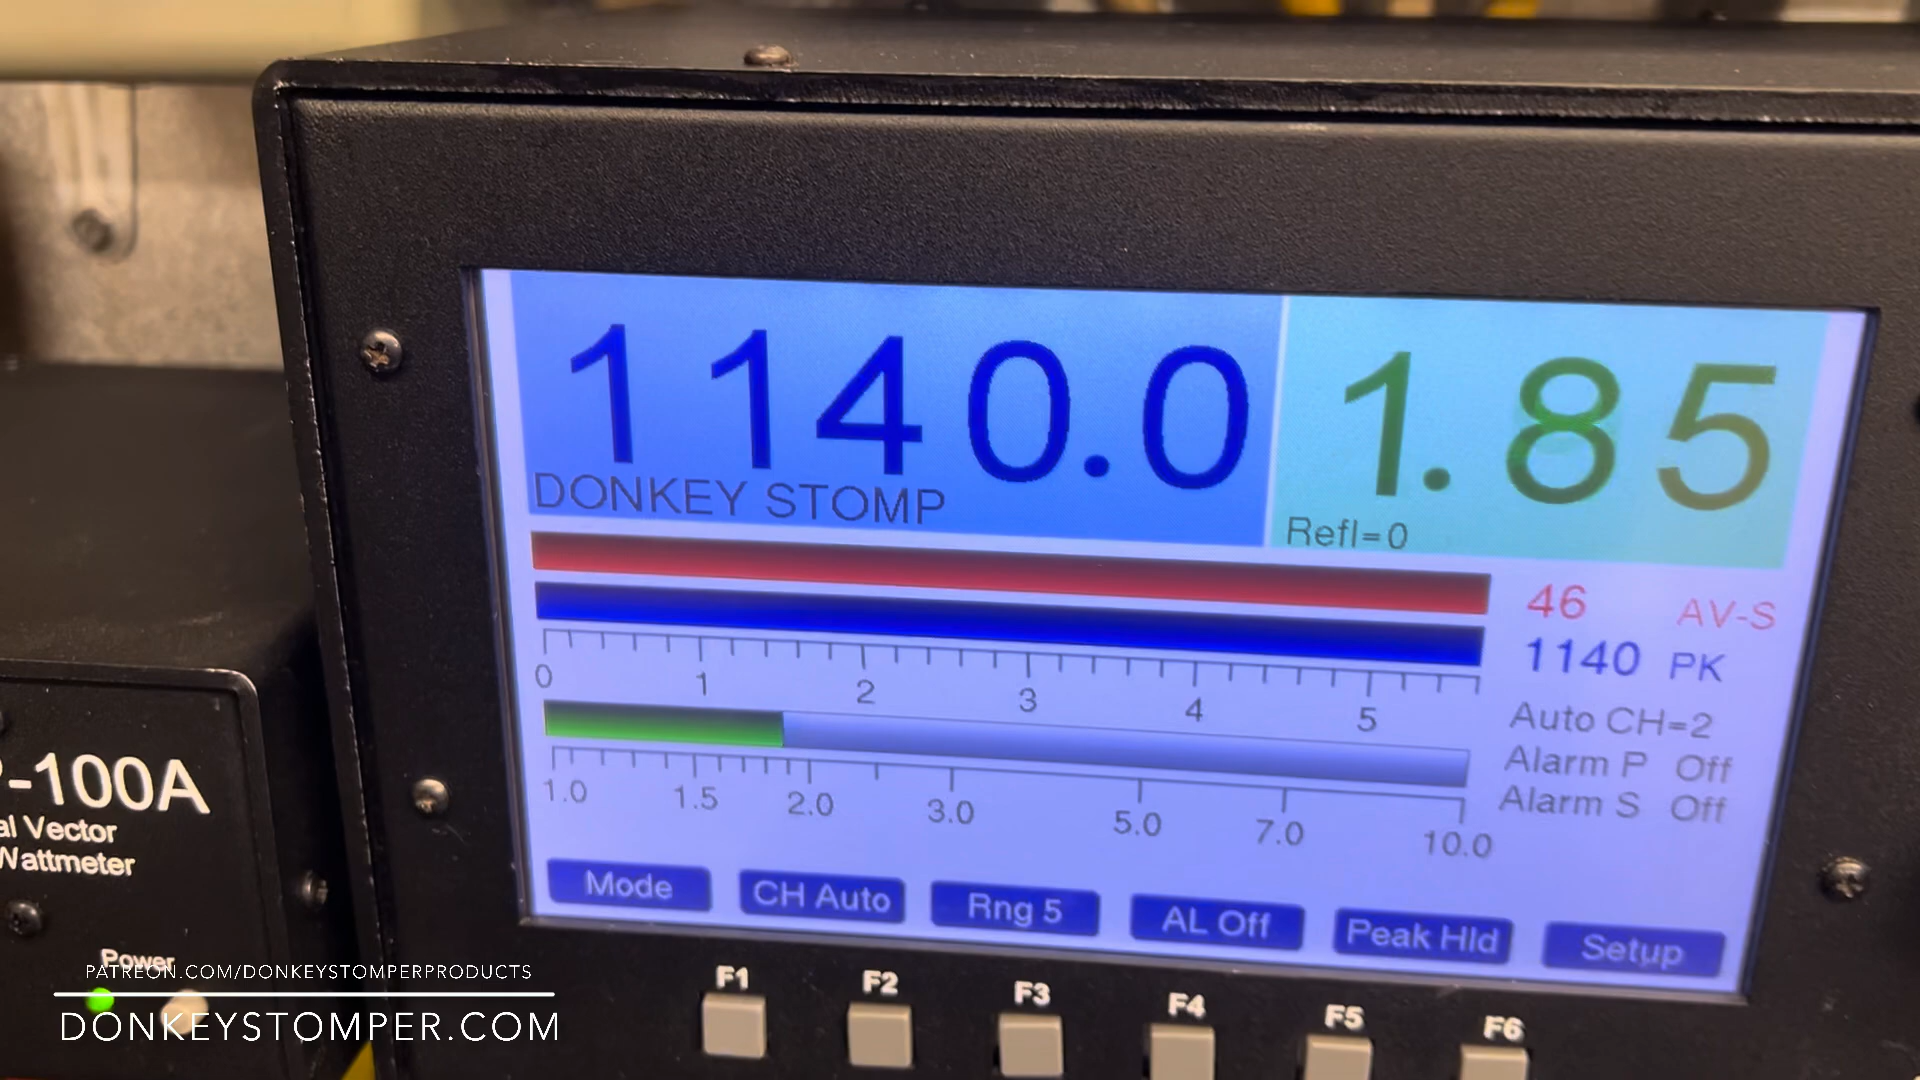 1140.0
1.85
DONKEY STOMP
Refl=0
46 AV-S
1140 PK
0 1 2 3 4 5
Auto CH=2
Alarm P Off
Alarm S Off
1.0 1.5 2.0 3.0 5.0 7.0 10.0
Mode
CH Auto
Rng 5
AL Off
Peak Hld
Setup
F1 F2 F3 F4 F5 F6
-100A
al Vector
Wattmeter
Power
PATREON.COM/DONKEYSTOMPERPRODUCTS
DONKEYSTOMPER.COM